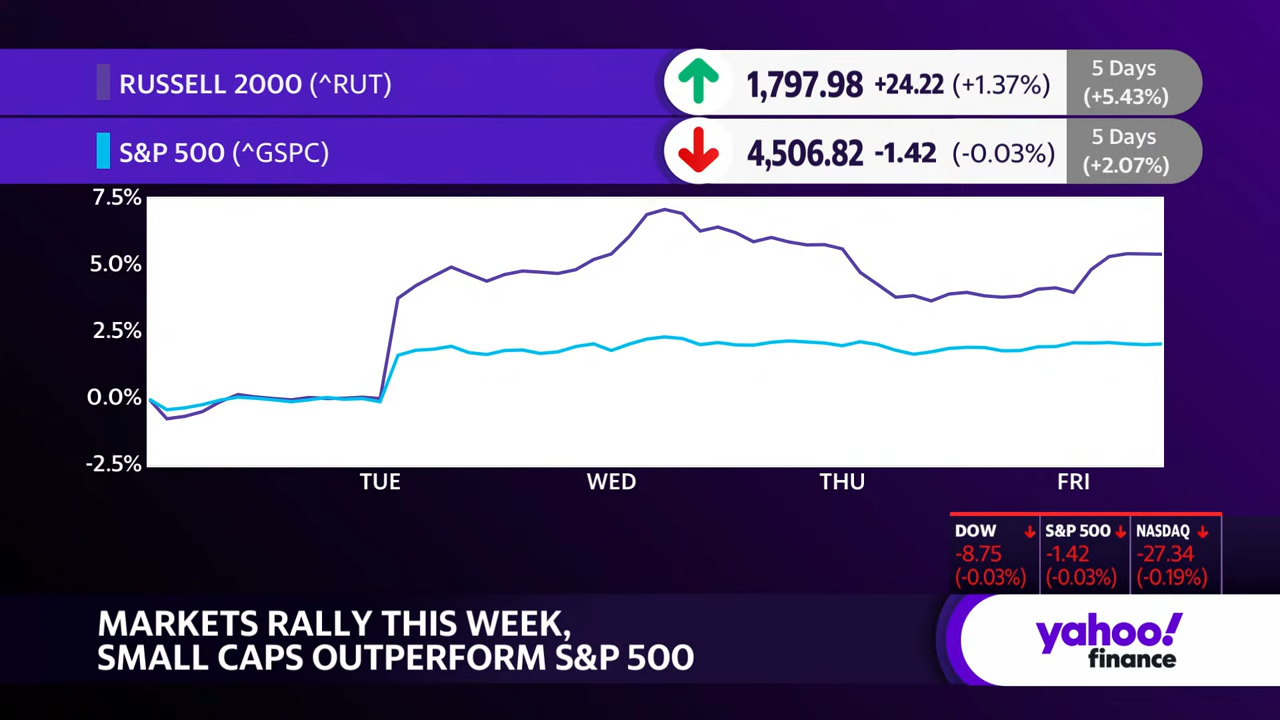 RUSSELL 2000 (^RUT)
1,797.98 +24.22 (+1.37%)
5 Days
(+5.43%)
S&P 500 (^GSPC)
4,506.82 -1.42 (-0.03%)
5 Days
(+2.07%)
7.5%
5.0%
2.5%
0.0%
-2.5%
TUE WED THU FRI
DOW
-8.75
(-0.03%)
S&P 500
-1.42
(-0.03%)
NASDAQ
-27.34
(-0.19%)
MARKETS RALLY THIS WEEK,
SMALL CAPS OUTPERFORM S&P 500
yahoo!
finance